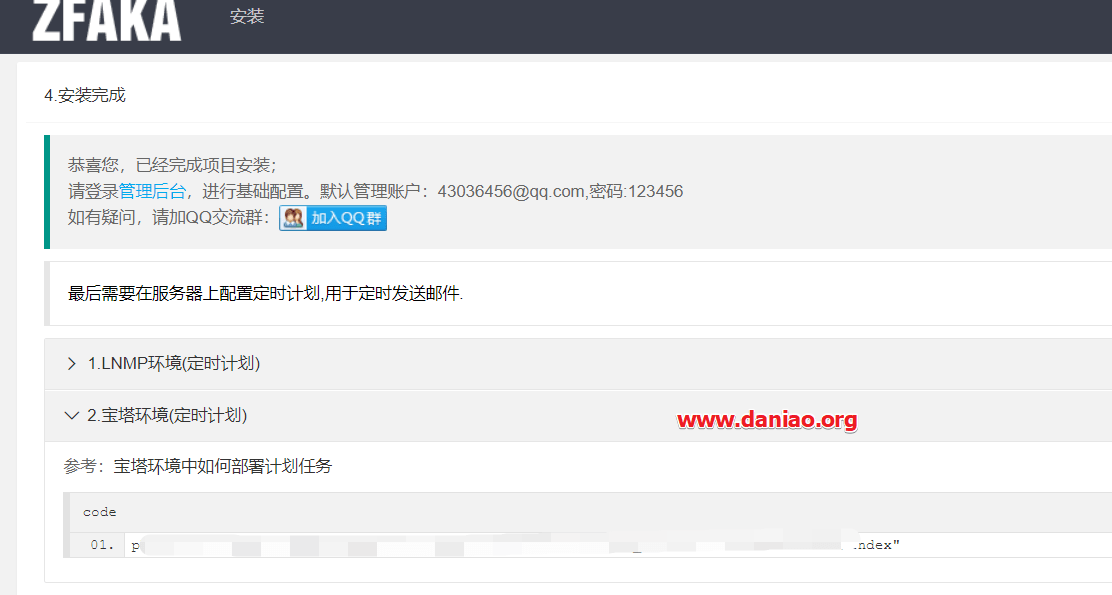 ZFAKA 安装
4.安装完成
恭喜您，已经完成项目安装；
请登录管理后台，进行基础配置。默认管理账户：43036456@qq.com,密码:123456
如有疑问，请加QQ交流群： 加入QQ群
最后需要在服务器上配置定时计划,用于定时发送邮件.
1.LNMP环境(定时计划)
2.宝塔环境(定时计划)
www.daniao.org
参考：宝塔环境中如何部署计划任务
code
01. p